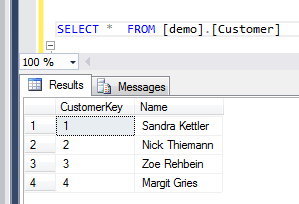 SELECT * FROM [demo].[Customer]
100 %
Results Messages
CustomerKey Name
1 1 Sandra Kettler
2 2 Nick Thiemann
3 3 Zoe Rehbein
4 4 Margit Gries